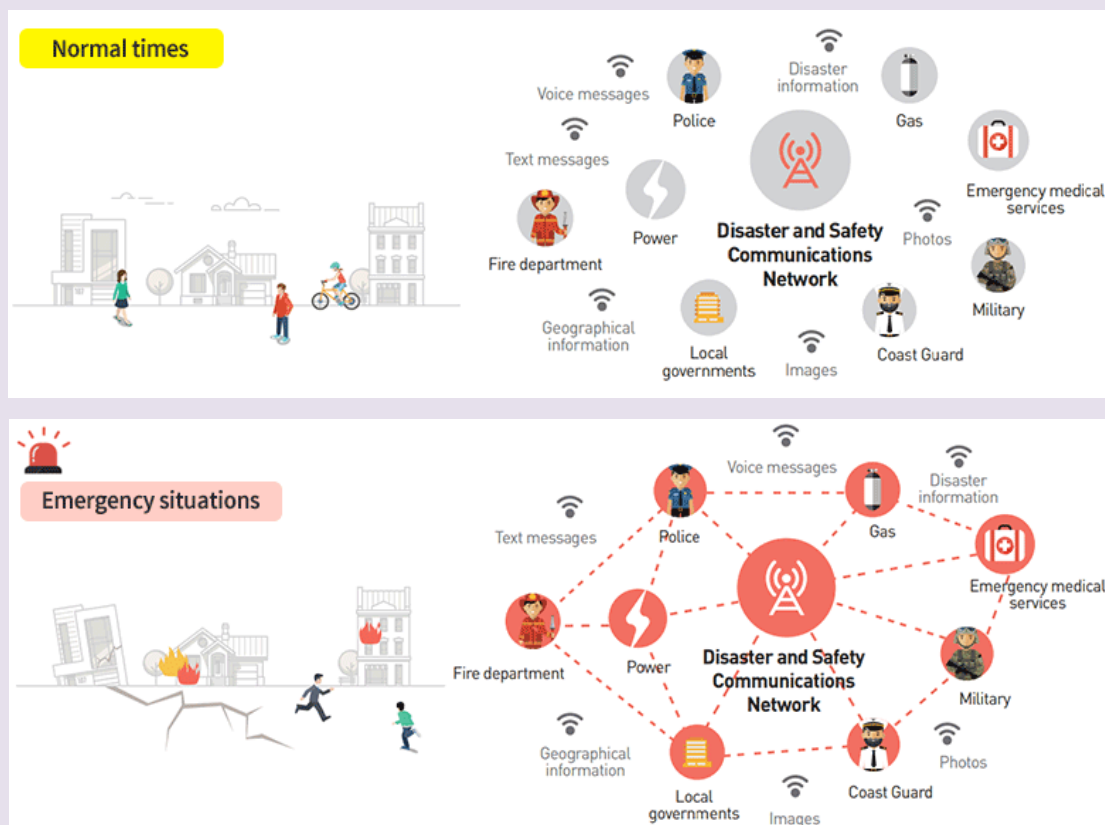 Normal times
Voice messages
Police
Disaster
information
Gas
Text messages
Emergency medical
services
Power
Disaster and Safety
Communications
Network
Photos
Fire department
Military
Geographical
information
Local
governments
Images
Coast Guard
Emergency situations
Voice messages
Disaster
information
Text messages
Police
Gas
Emergency medical
services
Fire department
Power
Disaster and Safety
Communications
Network
Military
Geographical
information
Photos
Local
governments
Images
Coast Guard